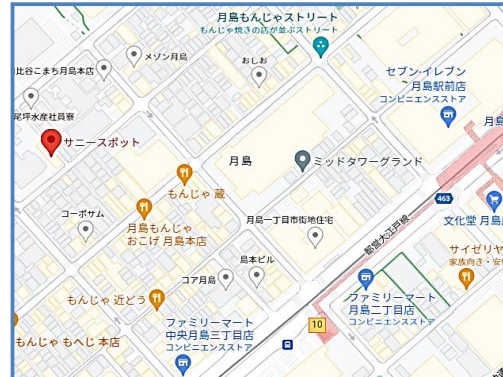 月島もんじゃストリート
もんじゃ焼きの店が並ぶストリート
メゾン月島
おしお
比谷こまち月島本店
セブン-イレブン
月島駅前店
コンビニエンスストア
尾坪水産社員寮
サニースポット
月島
月島
ミッドタワーグランド
もんじゃ 蔵
463
月島もんじゃ
おこげ 月島本店
コーポサム
月島一丁目市街地住宅
都営大江戸線
文化堂 月島
島本ビル
サイゼリヤ
家族向き・安
コア月島
もんじゃ 近どう
ファミリーマート
月島二丁目店
コンビニエンスストア
ファミリーマート
中央月島三丁目店
コンビニエンスストア
10
もんじゃ もへじ 本店